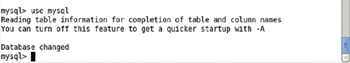 mysql> use mysql
Reading table information for completion of table and column names
You can turn off this feature to get a quicker startup with -A
Database changed
mysql>